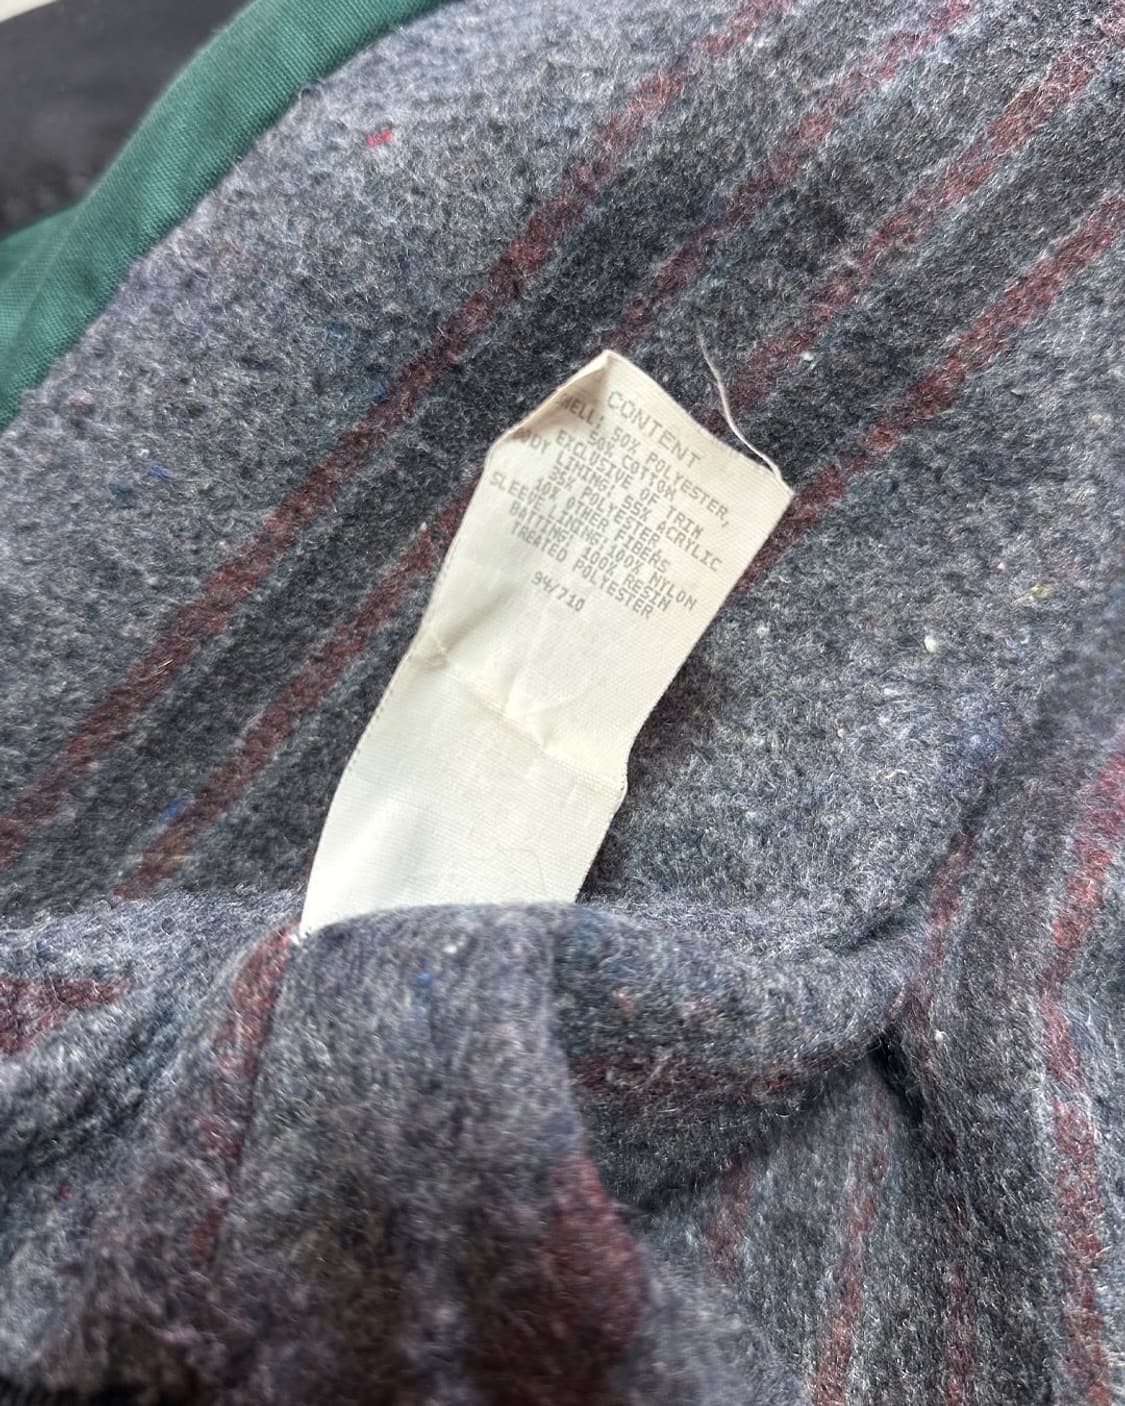 CONTENT
SHELL: 50% POLYESTER,
50% COTTON
EXCLUSIVE OF TRIM
BODY LINING: 55% ACRYLIC
35% POLYESTER
10% OTHER FIBERS
SLEEVE LINING: 100% NYLON
BATTING: 100% RESIN
TREATED POLYESTER
94/710